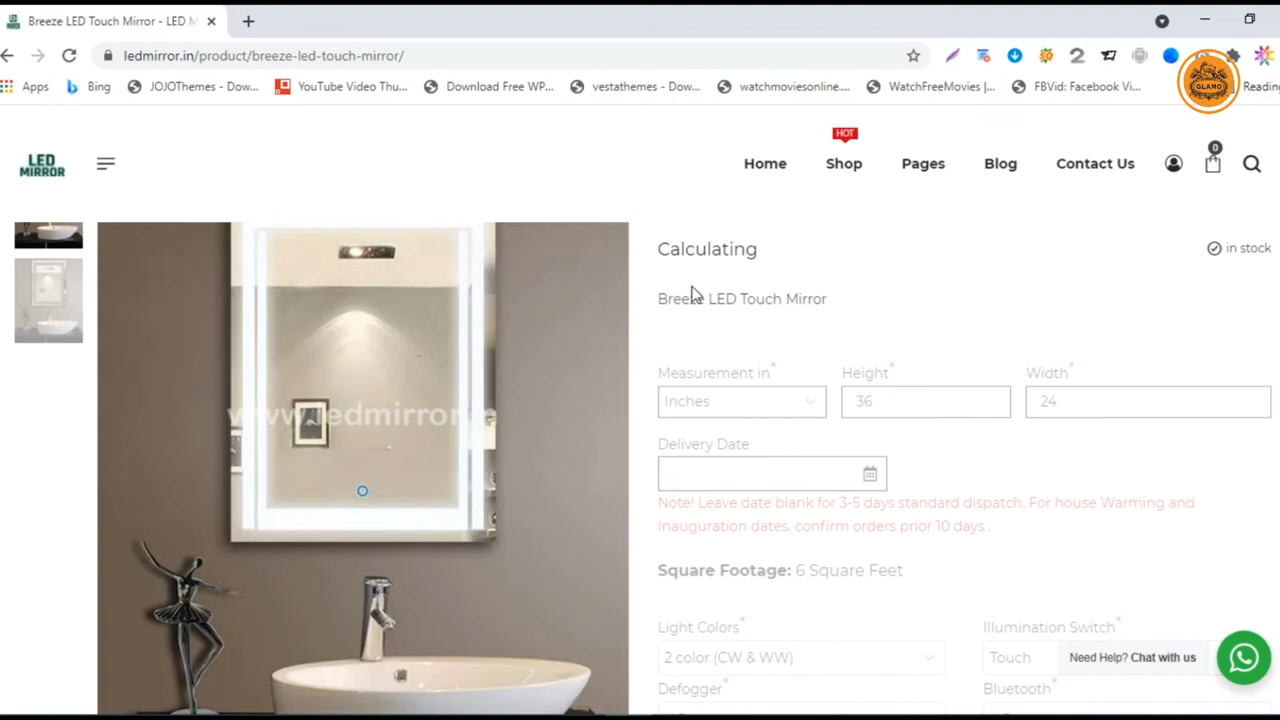 Breeze LED Touch Mirror - LED M
ledmirror.in/product/breeze-led-touch-mirror/
Apps
Bing
JOJOThemes - Dow...
YouTube Video Thu...
Download Free WP...
vestathemes - Dow...
watchmoviesonline....
WatchFreeMovies |...
FBVid: Facebook Vi...
Reading
GLAMO
LED
MIRROR
HOT
Home
Shop
Pages
Blog
Contact Us
0
www.ledmirror.in
Calculating
in stock
Breeze LED Touch Mirror
Measurement in*
Height*
Width*
Inches
36
24
Delivery Date
Note! Leave date blank for 3-5 days standard dispatch. For house Warming and
Inauguration dates, confirm orders prior 10 days .
Square Footage: 6 Square Feet
Light Colors*
Illumination Switch*
2 color (CW & WW)
Touch
Need Help? Chat with us
Defogger*
Bluetooth*